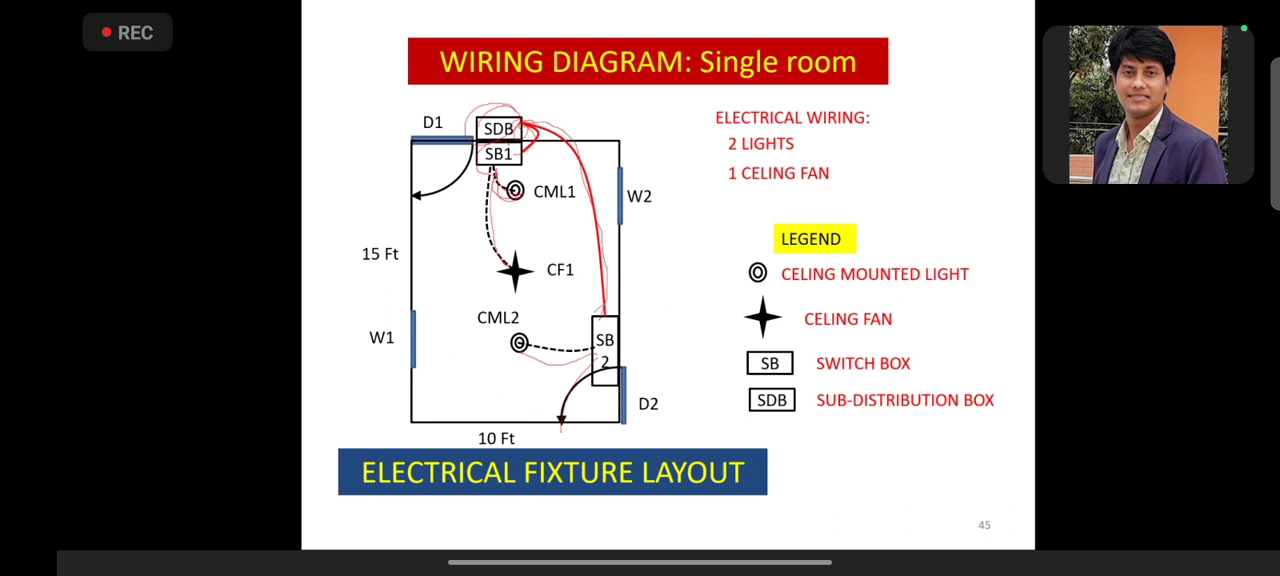 REC
WIRING DIAGRAM: Single room
D1
SDB
SB1
CML1
W2
15 Ft
CF1
CML2
W1
SB
2
D2
10 Ft
ELECTRICAL WIRING:
2 LIGHTS
1 CELING FAN
LEGEND
CELING MOUNTED LIGHT
CELING FAN
SB SWITCH BOX
SDB SUB-DISTRIBUTION BOX
ELECTRICAL FIXTURE LAYOUT
45